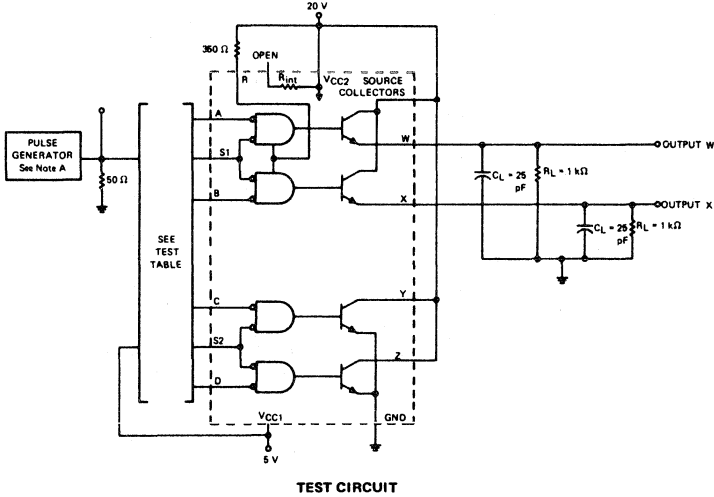 20 V
360 Ω
OPEN
R
Rint
VCC2
SOURCE
COLLECTORS
A
W
OUTPUT W
PULSE
GENERATOR
See Note A
S1
50 Ω
CL = 25
pF
RL = 1 kΩ
B
X
OUTPUT X
CL = 25
pF
RL = 1 kΩ
SEE
TEST
TABLE
C
Y
S2
Z
D
VCC1
GND
5 V
TEST CIRCUIT